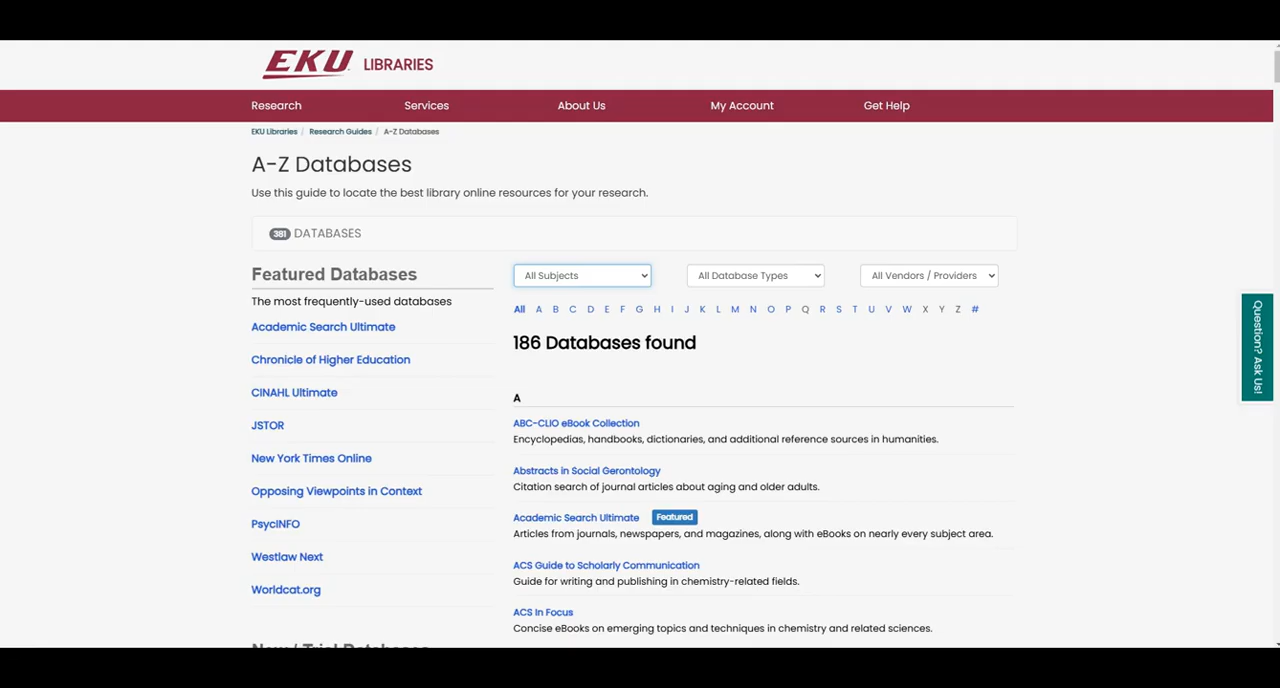 EKU LIBRARIES
Research Services About Us My Account Get Help
EKU Libraries / Research Guides / A-Z Databases
A-Z Databases
Use this guide to locate the best library online resources for your research.
381 DATABASES
Featured Databases
The most frequently-used databases
Academic Search Ultimate
Chronicle of Higher Education
CINAHL Ultimate
JSTOR
New York Times Online
Opposing Viewpoints in Context
PsycINFO
Westlaw Next
Worldcat.org
New / Trial Databases
All Subjects All Database Types All Vendors / Providers
All A B C D E F G H I J K L M N O P Q R S T U V W X Y Z #
186 Databases found
A
ABC-CLIO eBook Collection
Encyclopedias, handbooks, dictionaries, and additional reference sources in humanities.
Abstracts in Social Gerontology
Citation search of journal articles about aging and older adults.
Academic Search Ultimate Featured
Articles from journals, newspapers, and magazines, along with eBooks on nearly every subject area.
ACS Guide to Scholarly Communication
Guide for writing and publishing in chemistry-related fields.
ACS In Focus
Concise eBooks on emerging topics and techniques in chemistry and related sciences.
Question? Ask Us!